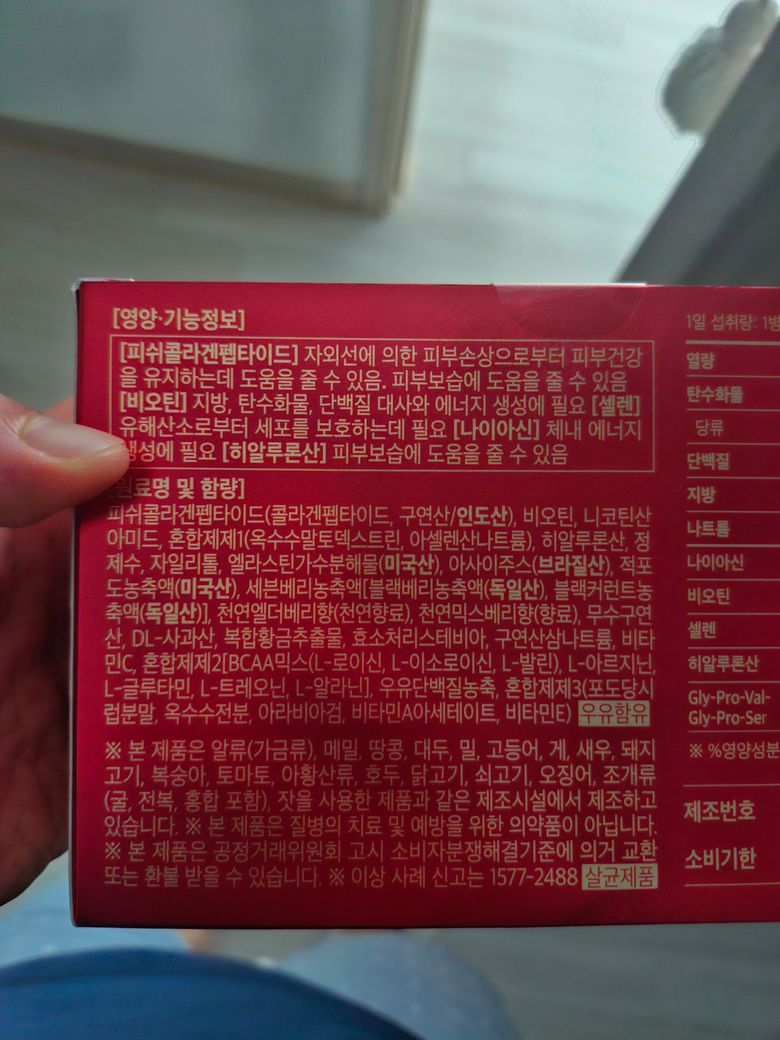 [영양·기능정보]
[피쉬콜라겐펩타이드] 자외선에 의한 피부손상으로부터 피부건강
을 유지하는데 도움을 줄 수 있음. 피부보습에 도움을 줄 수 있음
[비오틴] 지방, 탄수화물, 단백질 대사와 에너지 생성에 필요 [셀렌]
유해산소로부터 세포를 보호하는데 필요 [나이아신] 체내 에너지
생성에 필요 [히알루론산] 피부보습에 도움을 줄 수 있음
[원료명 및 함량]
피쉬콜라겐펩타이드(콜라겐펩타이드, 구연산/인도산), 비오틴, 니코틴산
아미드, 혼합제제1(옥수수말토덱스트린, 아셀렌산나트륨), 히알루론산, 정
제수, 자일리톨, 엘라스틴가수분해물(미국산), 아사이주스(브라질산), 적포
도농축액(미국산), 세븐베리농축액[블랙베리농축액(독일산), 블랙커런트농
축액(독일산)], 천연엘더베리향(천연향료), 천연믹스베리향(향료), 무수구연
산, DL-사과산, 복합황금추출물, 효소처리스테비아, 구연산삼나트륨, 비타
민C, 혼합제제2[BCAA믹스(L-로이신, L-이소로이신, L-발린), L-아르지닌,
L-글루타민, L-트레오닌, L-알라닌], 우유단백질농축, 혼합제제3(포도당시
럽분말, 옥수수전분, 아라비아검, 비타민A아세테이트, 비타민E) 우유함유
※ 본 제품은 알류(가금류), 메밀, 땅콩, 대두, 밀, 고등어, 게, 새우, 돼지
고기, 복숭아, 토마토, 아황산류, 호두, 닭고기, 쇠고기, 오징어, 조개류
(굴, 전복, 홍합 포함), 잣을 사용한 제품과 같은 제조시설에서 제조하고
있습니다. ※ 본 제품은 질병의 치료 및 예방을 위한 의약품이 아닙니다.
※ 본 제품은 공정거래위원회 고시 소비자분쟁해결기준에 의거 교환
또는 환불 받을 수 있습니다. ※ 이상 사례 신고는 1577-2488 살균제품
1일 섭취량: 1병
열량
탄수화물
당류
단백질
지방
나트륨
나이아신
비오틴
셀렌
히알루론산
Gly-Pro-Val-
Gly-Pro-Ser
※ %영양성분
제조번호
소비기한